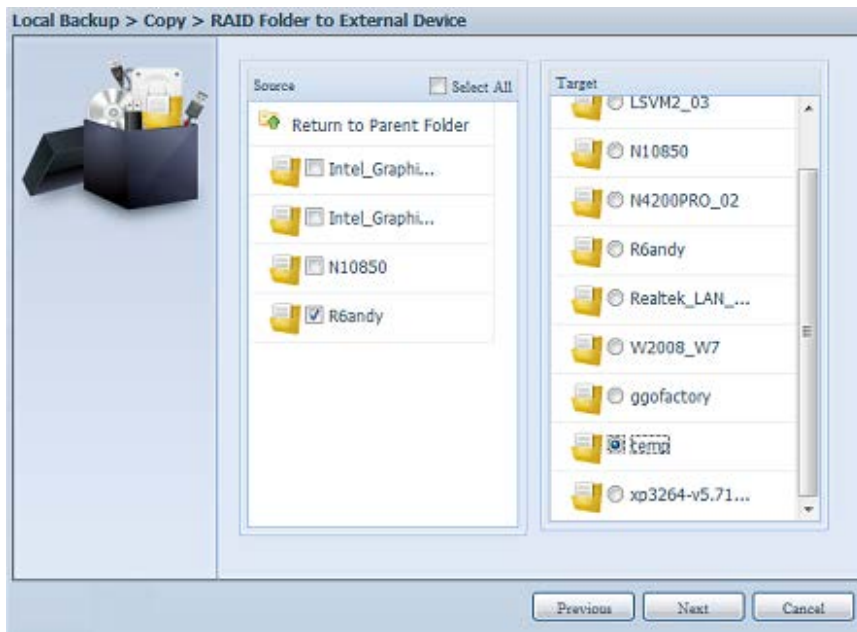 Local Backup > Copy > RAID Folder to External Device
Source
Select All
Return to Parent Folder
Intel_Graphi...
Intel_Graphi...
N10850
R6andy
Target
LSVM2_03
N10850
N4200PRO_02
R6andy
Realtek_LAN_...
W2008_W7
ggofactory
temp
xp3264-v5.71...
Previous
Next
Cancel